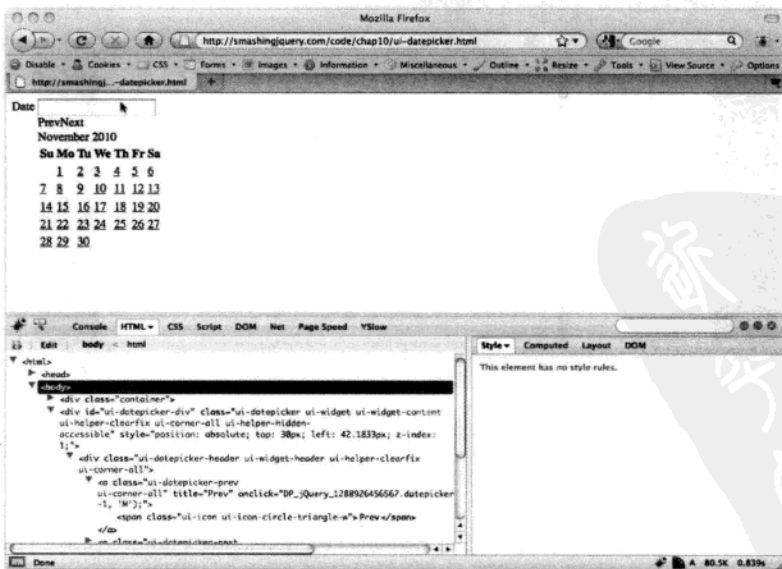 Mozilla Firefox
http://smashingjquery.com/code/chap10/ui-datepicker.html
Google
Disable Cookies CSS Forms Images Information Miscellaneous Outline Resize Tools View Source Options
http://smashingj...-datepicker.html
Date
PrevNext
November 2010
Su Mo Tu We Th Fr Sa
1 2 3 4 5 6
7 8 9 10 11 12 13
14 15 16 17 18 19 20
21 22 23 24 25 26 27
28 29 30
Console HTML CSS Script DOM Net Page Speed YSlow
Edit body < html
Style Computed Layout DOM
<html>
<head>
<body>
<div class="container">
<div id="ui-datepicker-div" class="ui-datepicker ui-widget ui-widget-content
ui-helper-clearfix ui-corner-all ui-helper-hidden-
accessible" style="position: absolute; top: 30px; left: 42.1833px; z-index:
1;">
<div class="ui-datepicker-header ui-widget-header ui-helper-clearfix
ui-corner-all">
<a class="ui-datepicker-prev
ui-corner-all" title="Prev" onclick="DP_jQuery_1288926456567.datepicker
-1, 'M');">
<span class="ui-icon ui-icon-circle-triangle-w">Prev</span>
</a>
<a class="ui-datepicker-next
This element has no style rules.
Done
A 80.5K 0.839s